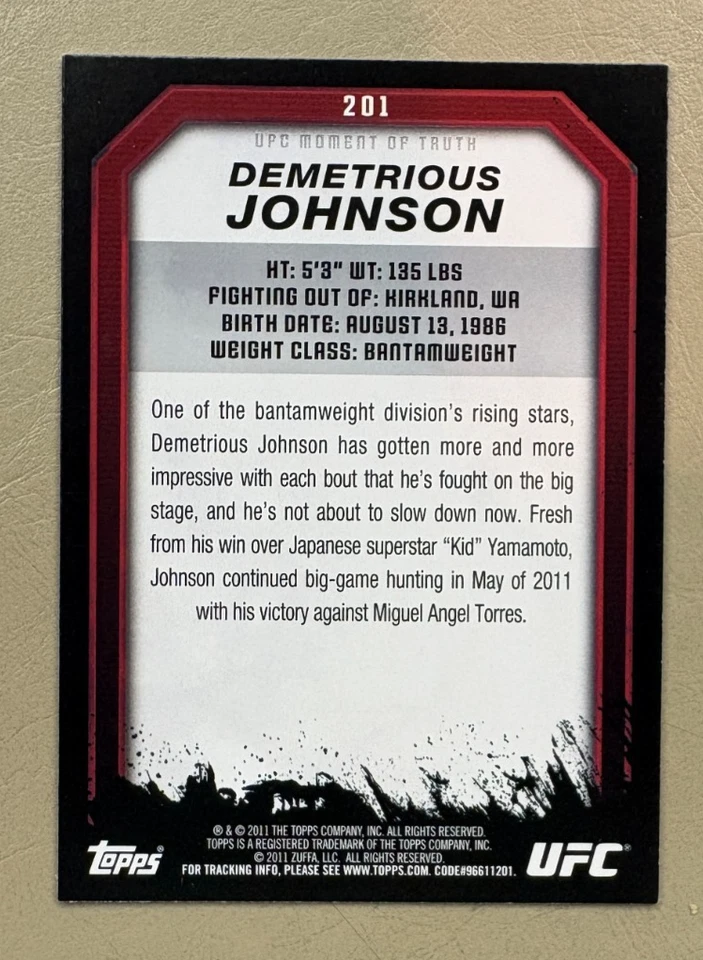 201
UFC MOMENT OF TRUTH
DEMETRIOUS
JOHNSON
HT: 5'3" WT: 135 LBS
FIGHTING OUT OF: KIRKLAND, WA
BIRTH DATE: AUGUST 13, 1986
WEIGHT CLASS: BANTAMWEIGHT
One of the bantamweight division's rising stars,
Demetrious Johnson has gotten more and more
impressive with each bout that he's fought on the big
stage, and he's not about to slow down now. Fresh
from his win over Japanese superstar “Kid” Yamamoto,
Johnson continued big-game hunting in May of 2011
with his victory against Miguel Angel Torres.
® & © 2011 THE TOPPS COMPANY, INC. ALL RIGHTS RESERVED.
TOPPS IS A REGISTERED TRADEMARK OF THE TOPPS COMPANY, INC.
© 2011 ZUFFA, LLC. ALL RIGHTS RESERVED.
FOR TRACKING INFO, PLEASE SEE WWW.TOPPS.COM. CODE#96611201.
Topps®
UFC®